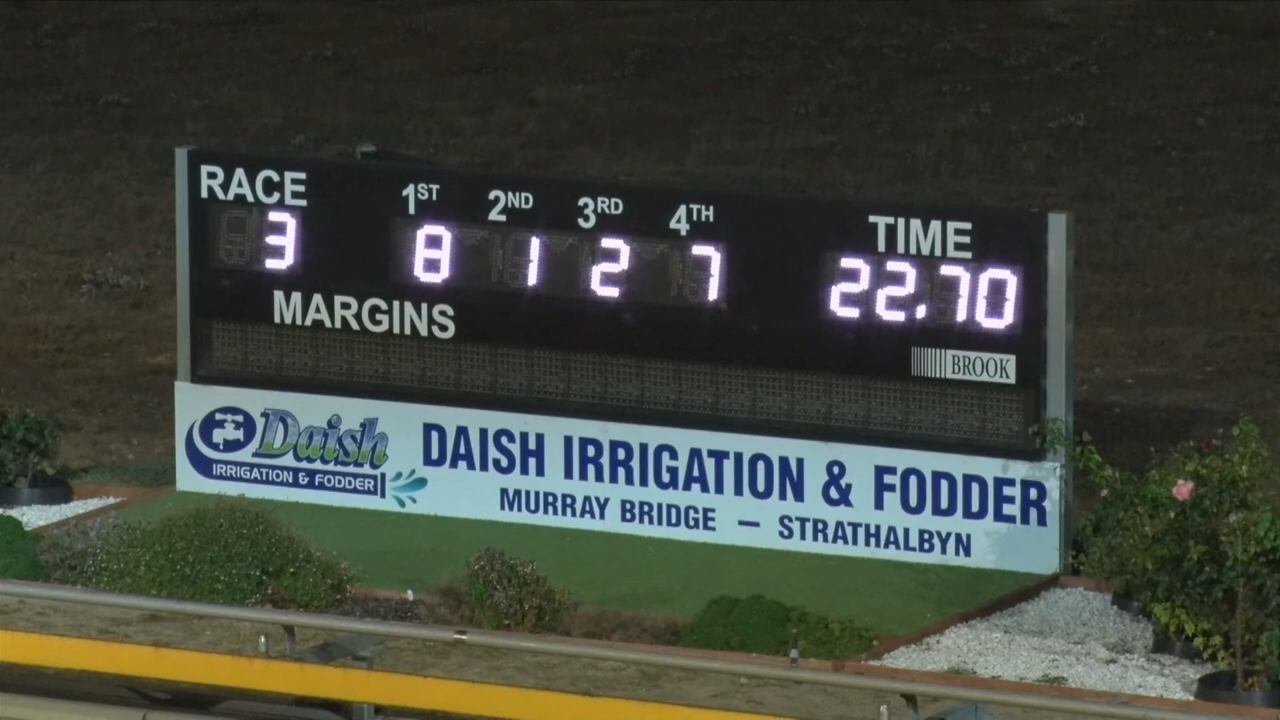 RACE 1ST 2ND 3RD 4TH TIME
3 8 1 2 7 22.70
MARGINS
BROOK
Daish
IRRIGATION & FODDER
DAISH IRRIGATION & FODDER
MURRAY BRIDGE – STRATHALBYN